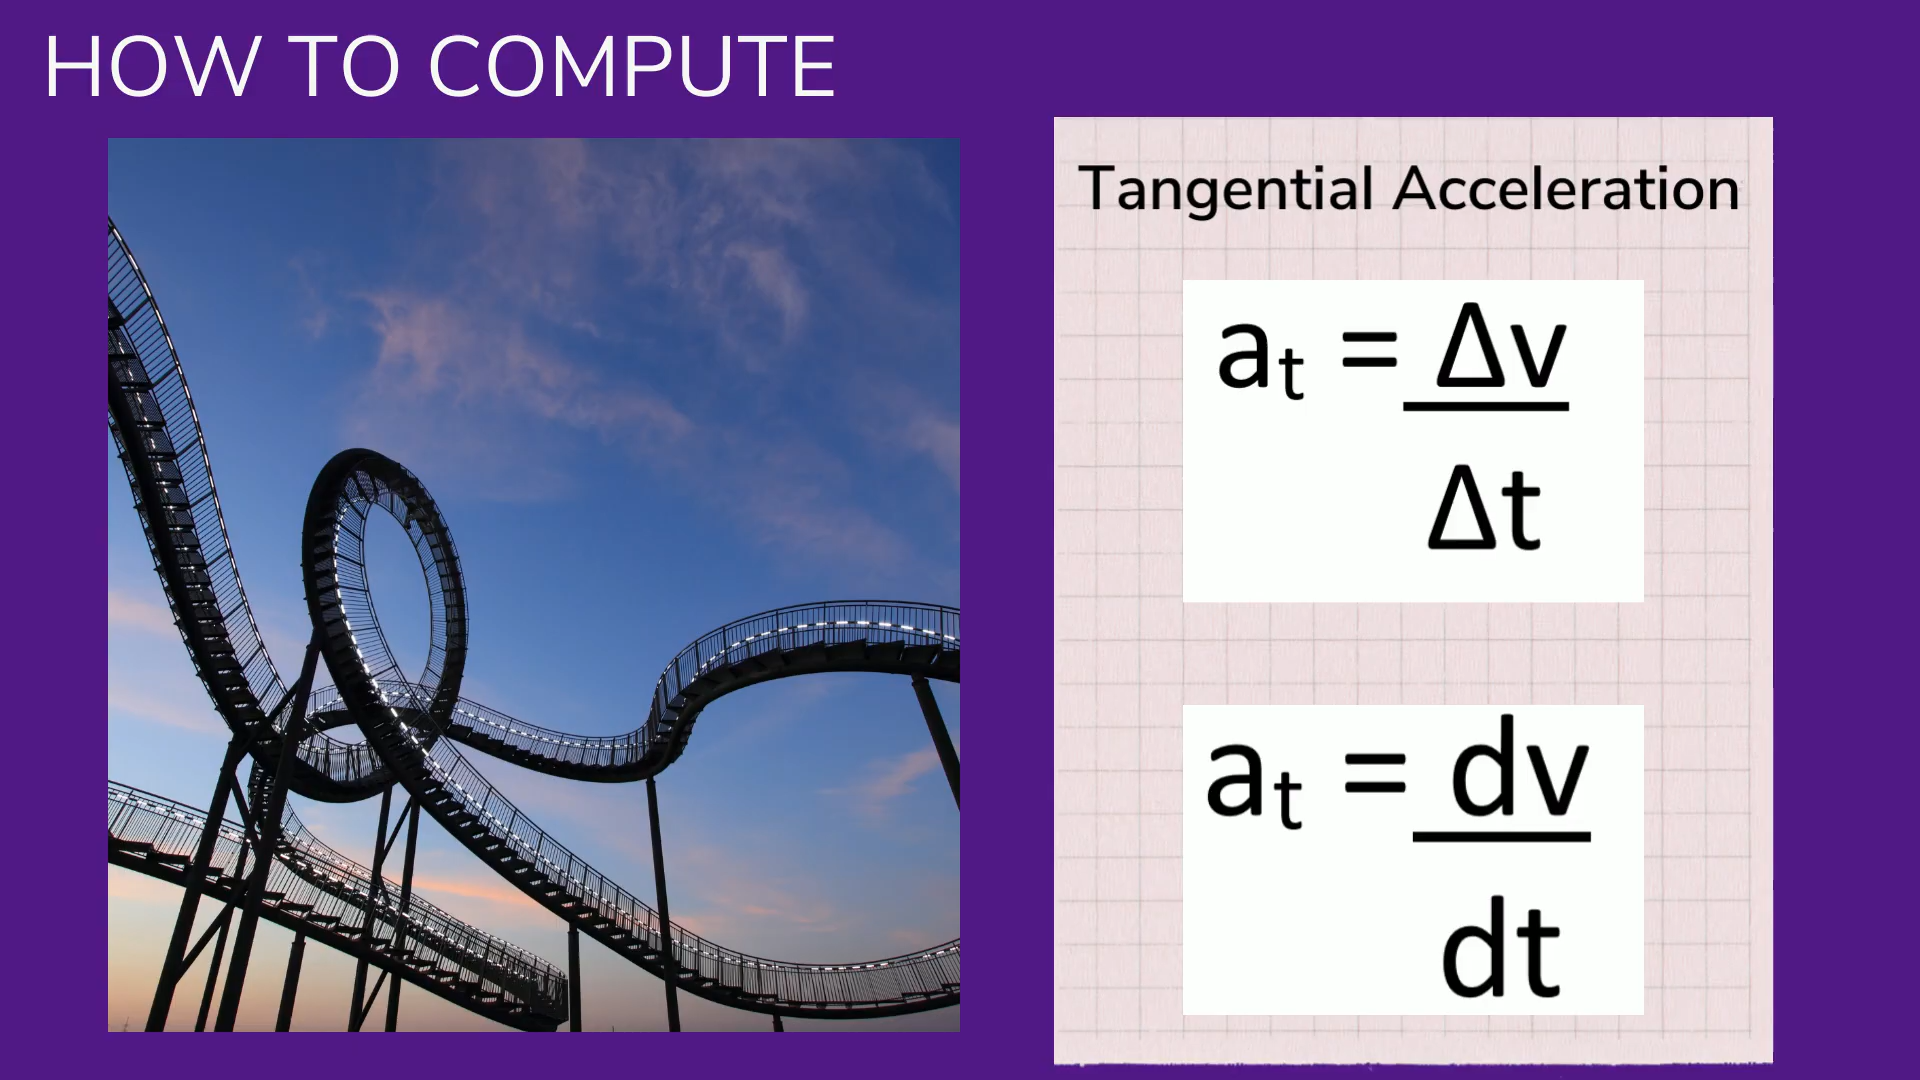 HOW TO COMPUTE
Tangential Acceleration
aₜ = Δv
Δt
aₜ = dv
dt